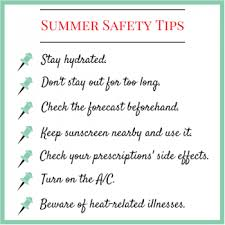 SUMMER SAFETY TIPS
Stay hydrated.
Don't stay out for too long.
Check the forecast beforehand.
Keep sunscreen nearby and use it.
Check your prescriptions' side effects.
Turn on the A/C.
Beware of heat-related illnesses.